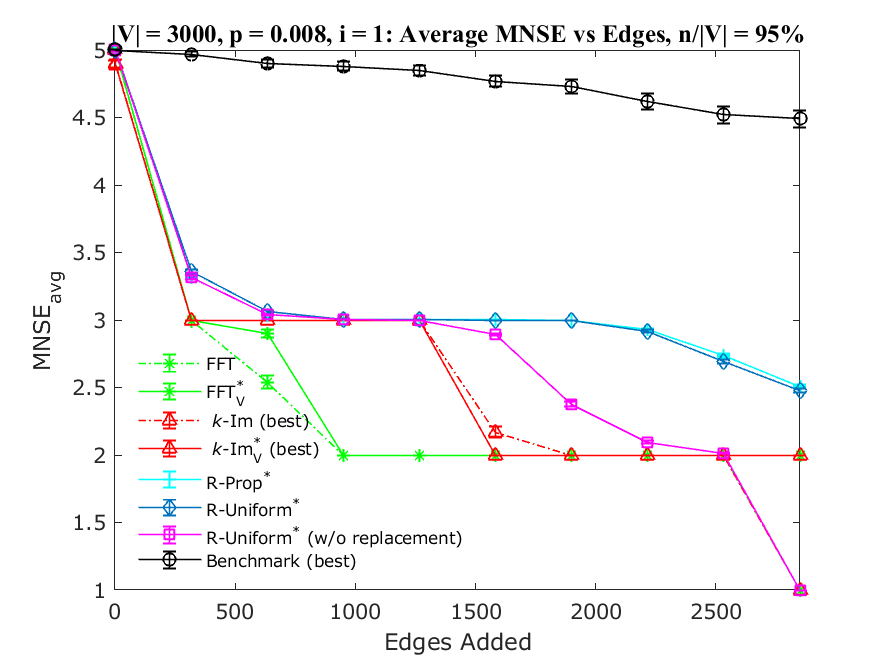 |V| = 3000, p = 0.008, i = 1: Average MNSE vs Edges, n/|V| = 95%
5
4.5
4
3.5
3
2.5
2
1.5
1
MNSE_avg
FFT
FFT*_V
k-Im (best)
k-Im*_V (best)
R-Prop*
R-Uniform*
R-Uniform* (w/o replacement)
Benchmark (best)
0 500 1000 1500 2000 2500
Edges Added